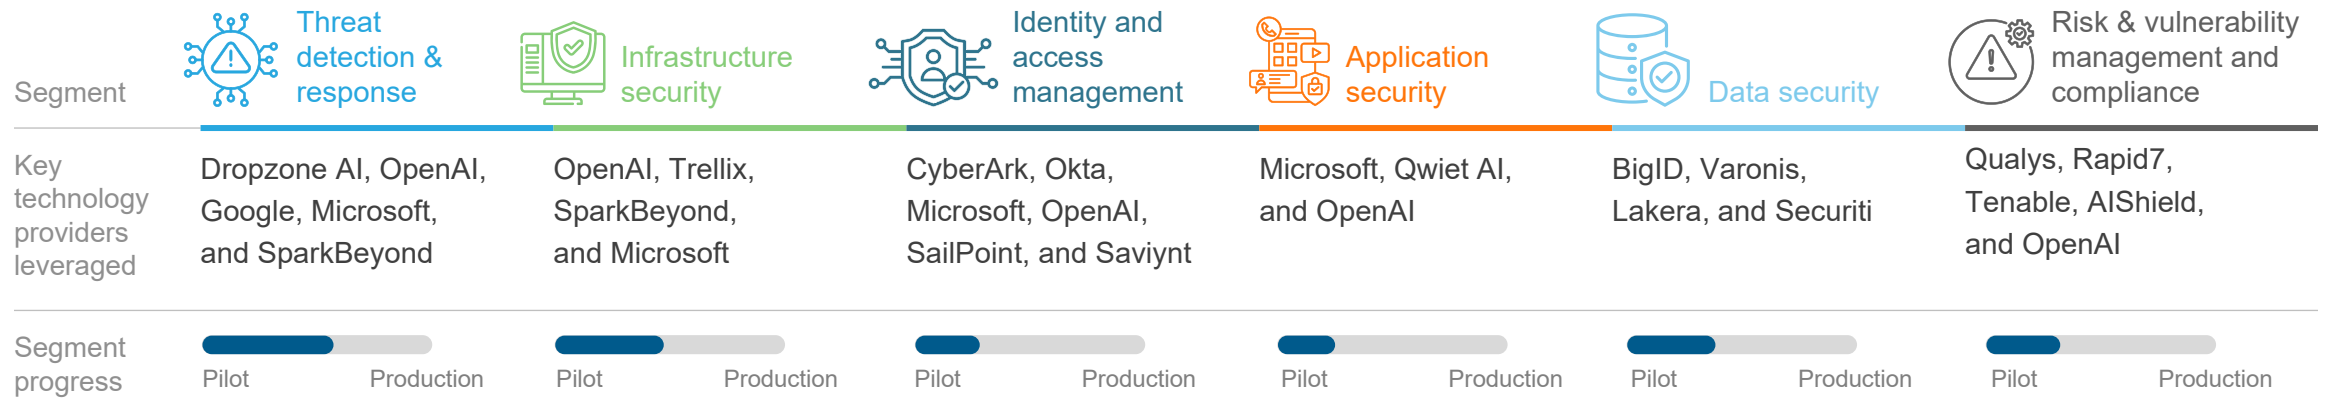 Segment
Threat
detection &
response
Infrastructure
security
Identity and
access
management
Application
security
Data security
Risk & vulnerability
management and
compliance
Key
technology
providers
leveraged
Dropzone AI, OpenAI,
Google, Microsoft,
and SparkBeyond
OpenAI, Trellix,
SparkBeyond,
and Microsoft
CyberArk, Okta,
Microsoft, OpenAI,
SailPoint, and Saviynt
Microsoft, Qwiet AI,
and OpenAI
BigID, Varonis,
Lakera, and Securiti
Qualys, Rapid7,
Tenable, AIShield,
and OpenAI
Segment
progress
Pilot Production
Pilot Production
Pilot Production
Pilot Production
Pilot Production
Pilot Production